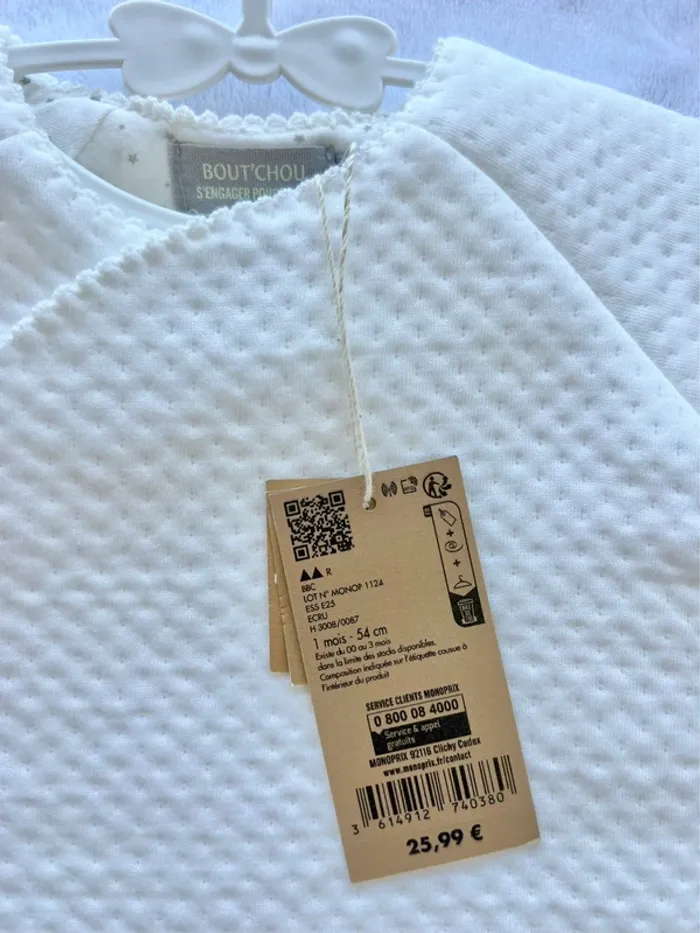 BOUT'CHOU
S'ENGAGER
R
BBC
LOT N° MONOP 1124
ESS E25
ECRU
H 3008/0087
1 mois - 54 cm
Existe du 00 au 3 mois
dans la limite des stocks disponibles.
Composition indiquée sur l'étiquette cousue à
l'intérieur du produit
SERVICE CLIENTS MONOPRIX
0 800 08 4000
Service & appel
gratuits
MONOPRIX 92116 Clichy Cedex
www.monoprix.fr/contact
3 614912 740380
25,99 €